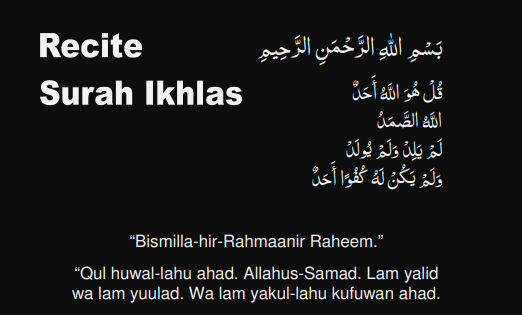 Recite
Surah Ikhlas
بَسْمِ اللهِ الرَّحْمَنِ الرَّحِيمِ
قُلْ هُوَ اللَّهُ أَحَدٌ
اللَّهُ الصَّمَدُ
لَمْ يَلِدْ وَلَمْ يُولَدْ
وَلَمْ يَكُنْ لَهُ كُفُوًا أَحَدٌ
“Bismilla-hir-Rahmaanir Raheem.”
“Qul huwal-lahu ahad. Allahus-Samad. Lam yalid
wa lam yuulad. Wa lam yakul-lahu kufuwan ahad.